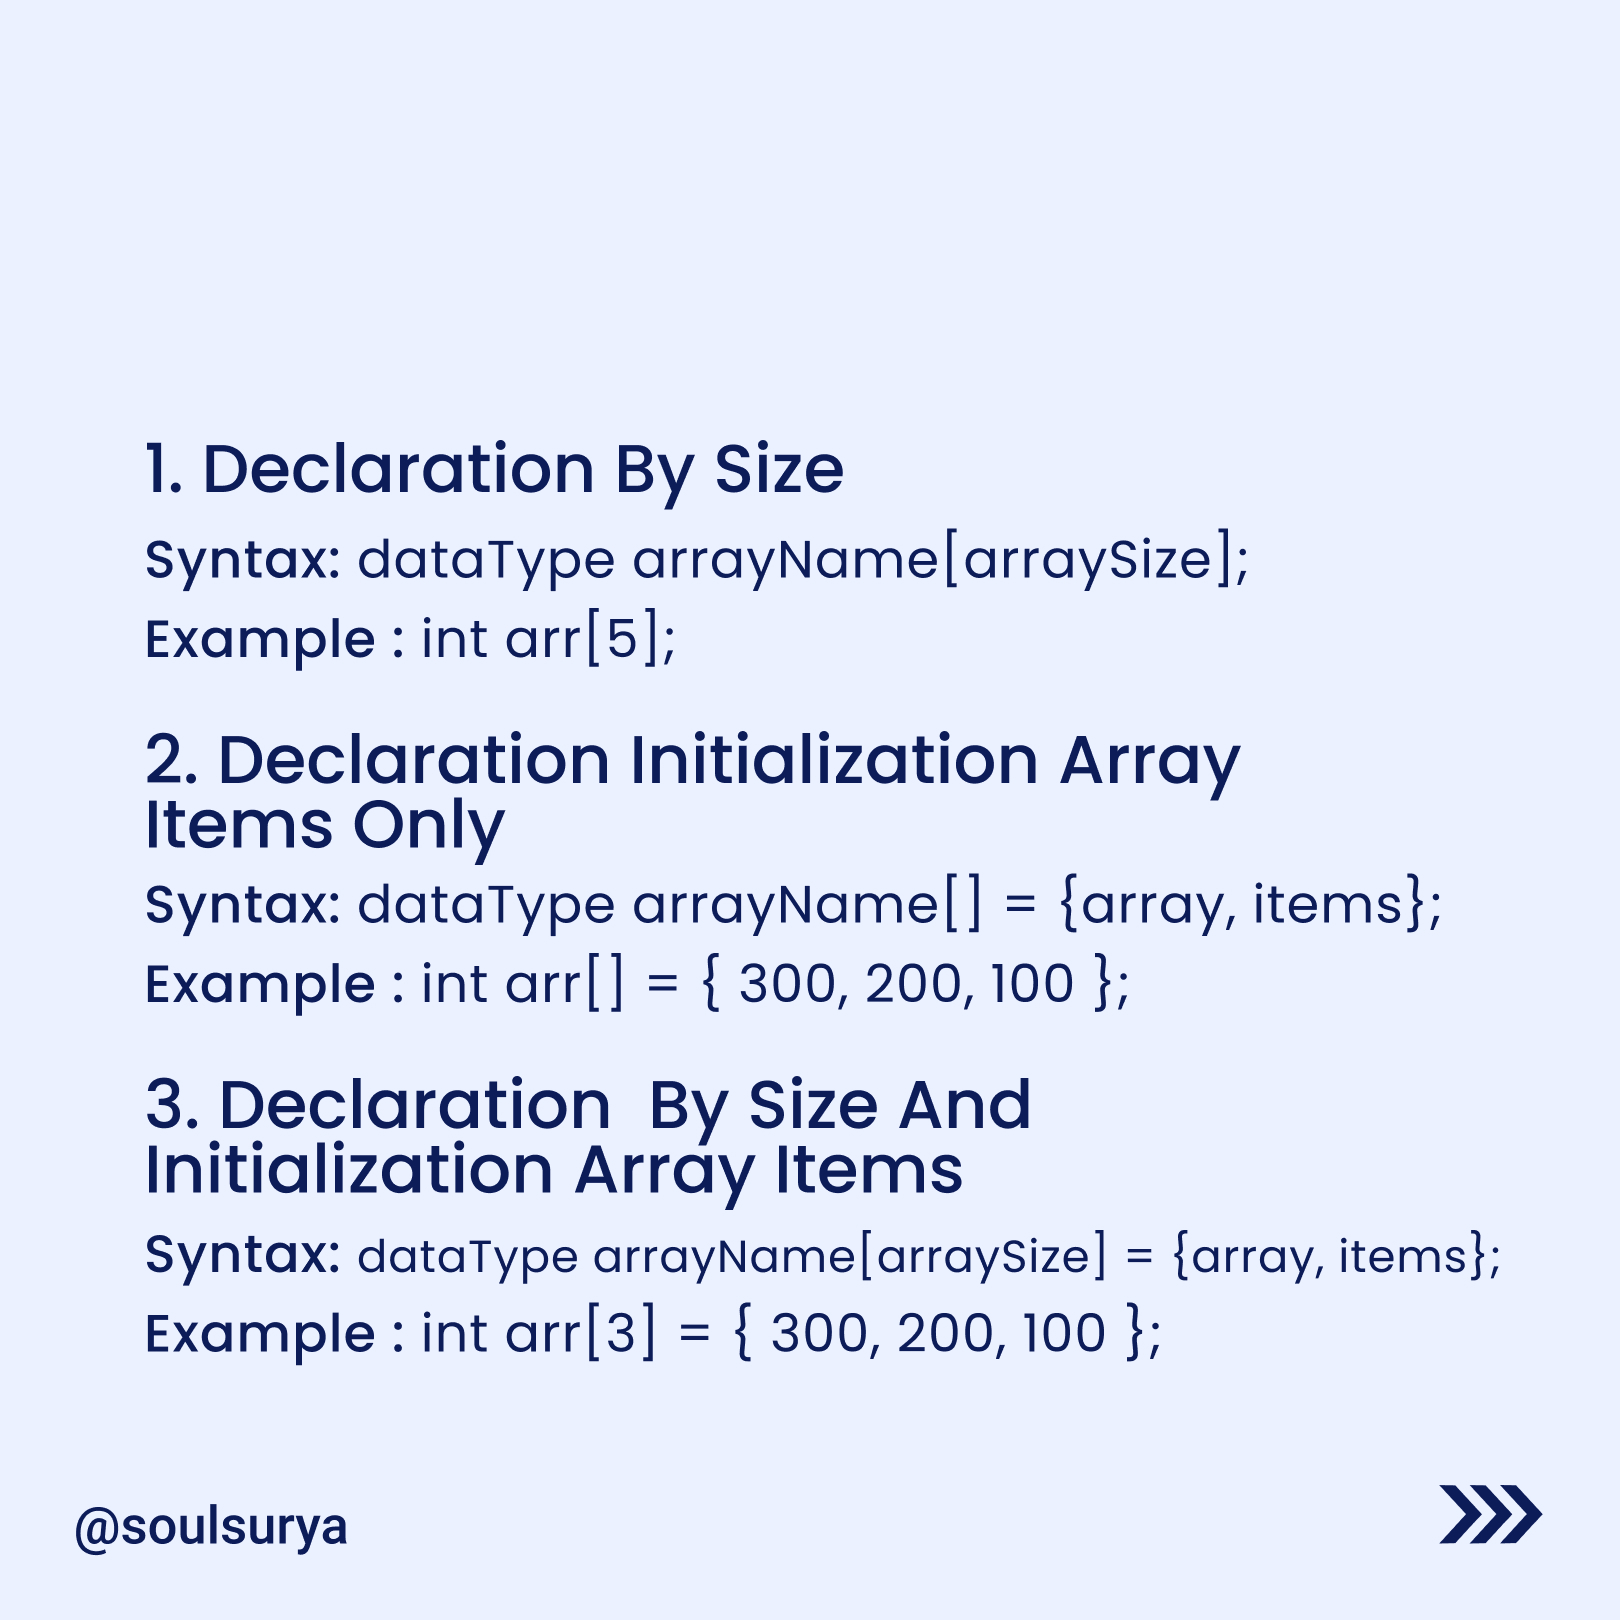 1. Declaration By Size
Syntax: dataType arrayName[arraySize];
Example : int arr[5];
2. Declaration Initialization Array
Items Only
Syntax: dataType arrayName[] = {array, items};
Example : int arr[] = { 300, 200, 100 };
3. Declaration  By Size And
Initialization Array Items
Syntax: dataType arrayName[arraySize] = {array, items};
Example : int arr[3] = { 300, 200, 100 };
@soulsurya